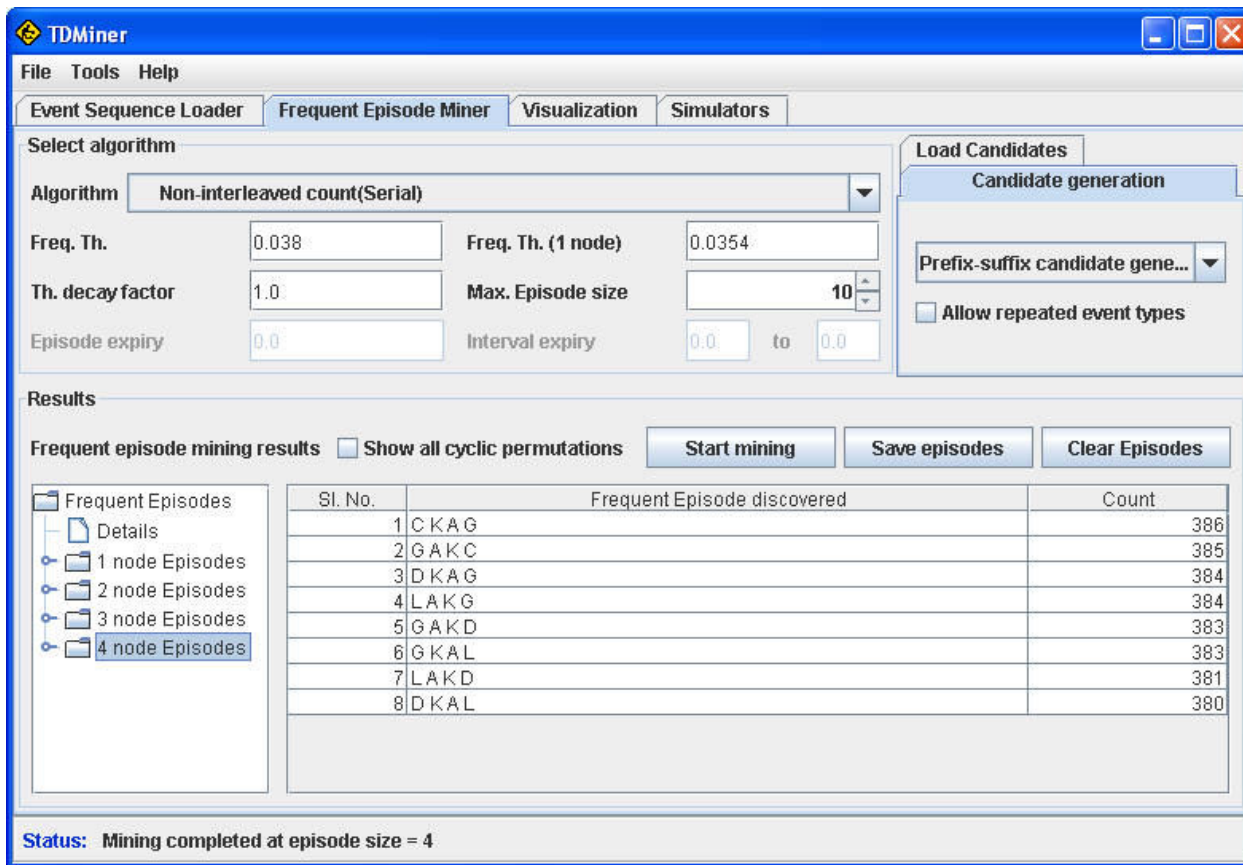 TDMiner
File Tools Help
Event Sequence Loader Frequent Episode Miner Visualization Simulators
Select algorithm
Algorithm Non-interleaved count(Serial)
Freq. Th. 0.038 Freq. Th. (1 node) 0.0354
Th. decay factor 1.0 Max. Episode size 10
Episode expiry 0.0 Interval expiry 0.0 to 0.0
Load Candidates
Candidate generation
Prefix-suffix candidate gene...
Allow repeated event types
Results
Frequent episode mining results Show all cyclic permutations Start mining Save episodes Clear Episodes
Frequent Episodes
Details
1 node Episodes
2 node Episodes
3 node Episodes
4 node Episodes
Sl. No. Frequent Episode discovered Count
1 C K A G 386
2 G A K C 385
3 D K A G 384
4 L A K G 384
5 G A K D 383
6 G K A L 383
7 L A K D 381
8 D K A L 380
Status: Mining completed at episode size = 4